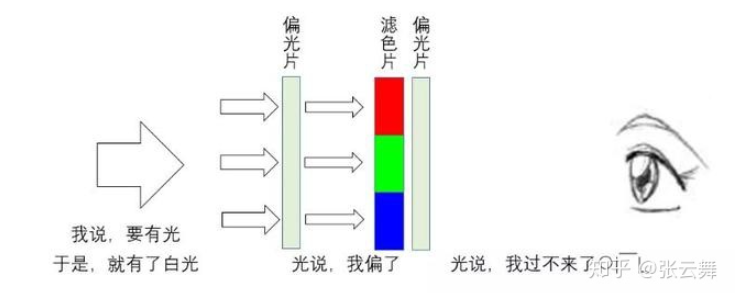 偏光片
滤色片
偏光片
我说，要有光
于是，就有了白光
光说，我偏了
光说，我过不来了
知乎 @张云舞